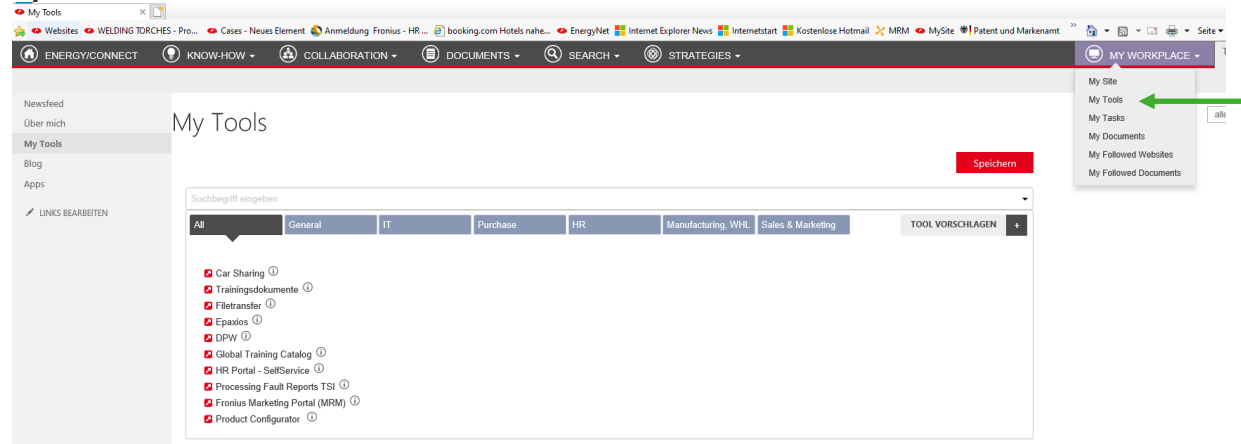 My Tools
Websites WELDING TORCHES - Pro... Cases - Neues Element Anmeldung Fronius - HR ... booking.com Hotels nahe... EnergyNet Internet Explorer News Internetstart Kostenlose Hotmail MRM MySite Patent und Markenamt Seite
ENERGY/CONNECT KNOW-HOW COLLABORATION DOCUMENTS SEARCH STRATEGIES MY WORKPLACE
My Site
My Tools
My Tasks
My Documents
My Followed Websites
My Followed Documents
Newsfeed
Über mich
My Tools
Blog
Apps
LINKS BEARBEITEN
My Tools
Speichern
Suchbegriff eingeben
All General IT Purchase HR Manufacturing, WHL Sales & Marketing TOOL VORSCHLAGEN +
Car Sharing
Trainingsdokumente
Filetransfer
Epaxios
DPW
Global Training Catalog
HR Portal - SelfService
Processing Fault Reports TSI
Fronius Marketing Portal (MRM)
Product Configurator